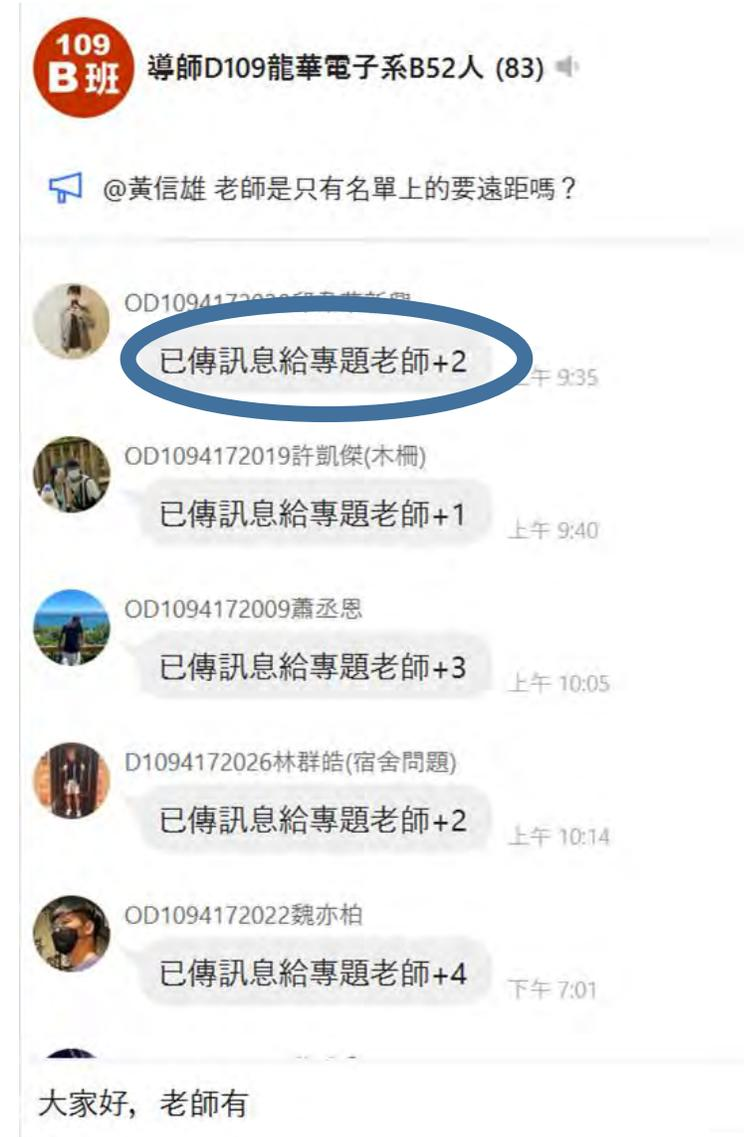 109
B班
導師D109龍華電子系B52人 (83)
@黃信雄 老師是只有名單上的要遠距嗎？
已傳訊息給專題老師+2
午 9:35
OD1094172019許凱傑(木柵)
已傳訊息給專題老師+1
上午 9:40
OD1094172009蕭丞恩
已傳訊息給專題老師+3
上午 10:05
D1094172026林群皓(宿舍問題)
已傳訊息給專題老師+2
上午 10:14
OD1094172022魏亦柏
已傳訊息給專題老師+4
下午 7:01
大家好，老師有